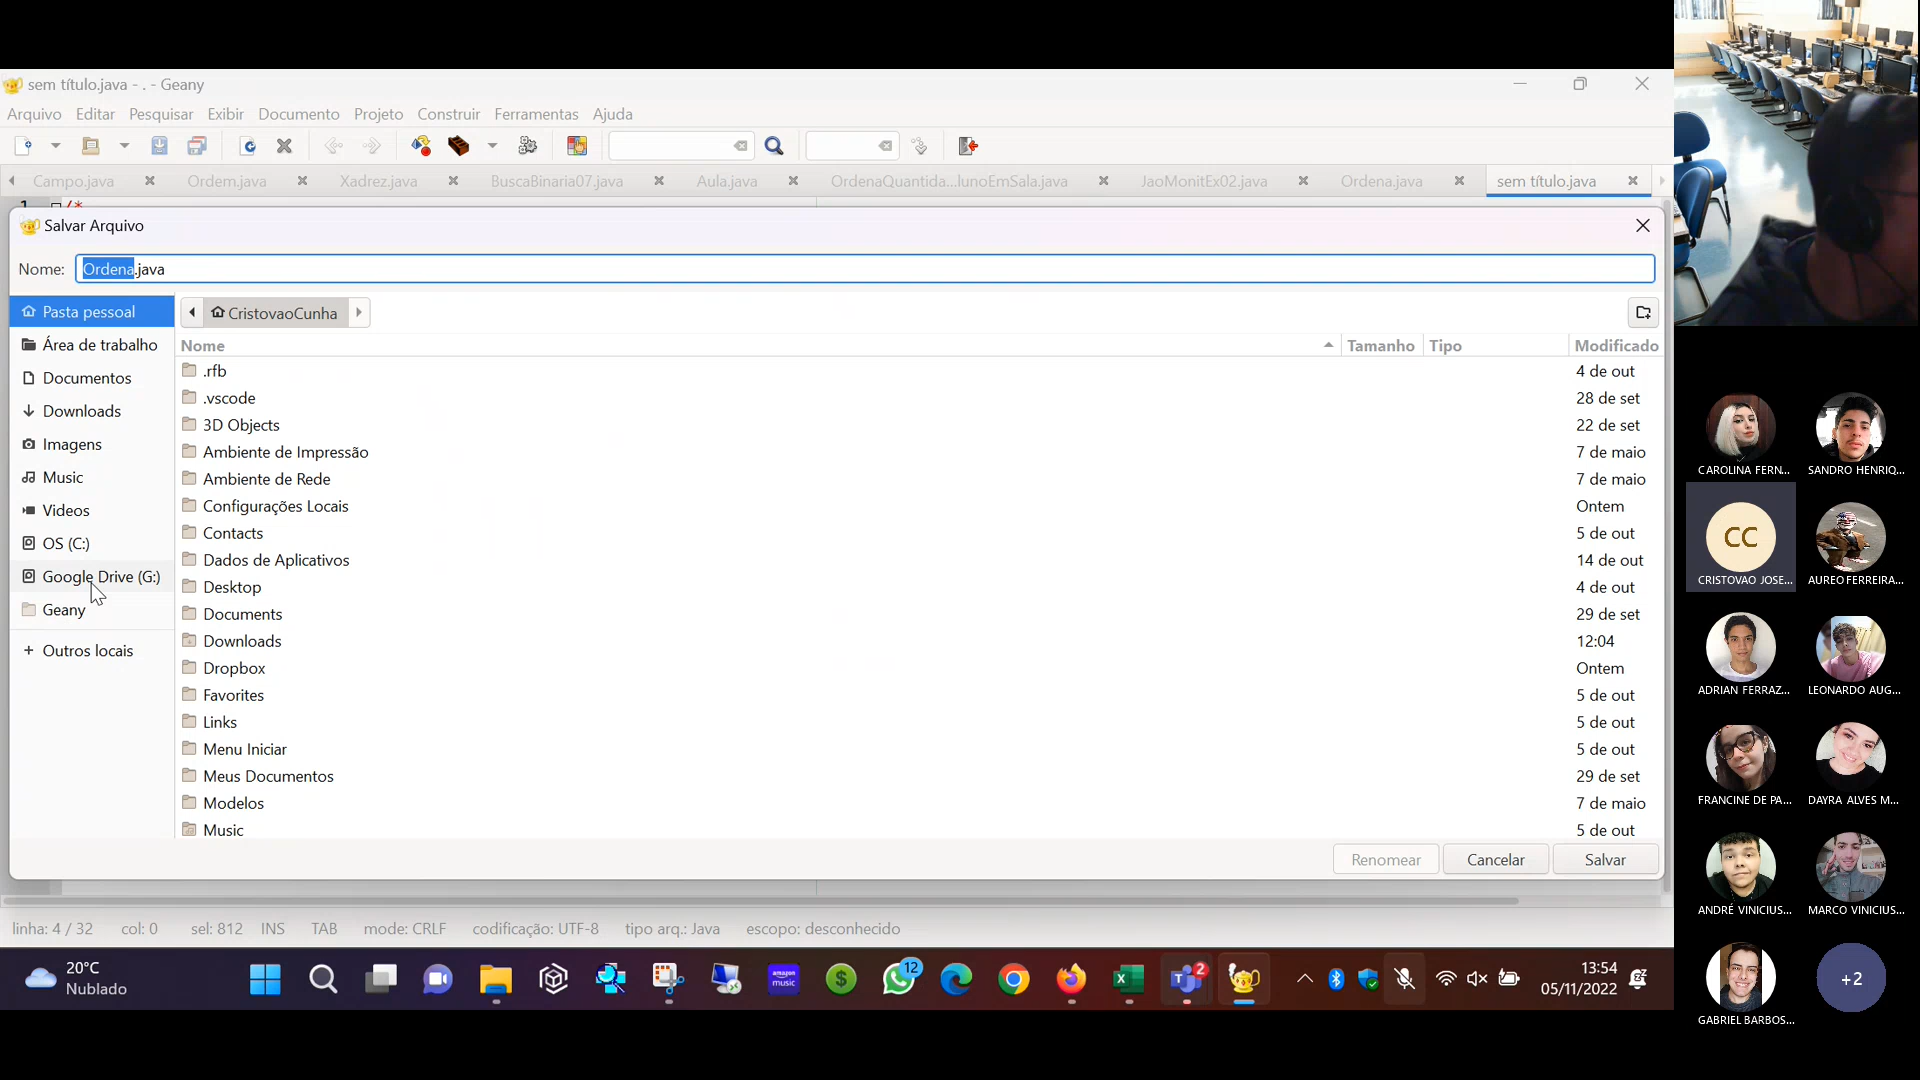 sem título.java - . - Geany
Arquivo Editar Pesquisar Exibir Documento Projeto Construir Ferramentas Ajuda
Campo.java Ordem.java Xadrez.java BuscaBinaria07.java Aula.java OrdenaQuantida...lunoEmSala.java JaoMonitEx02.java Ordena.java sem título.java
1 /*
Salvar Arquivo
Nome: Ordena.java
Pasta pessoal
Área de trabalho
Documentos
Downloads
Imagens
Music
Videos
OS (C:)
Google Drive (G:)
Geany
+ Outros locais
CristovaoCunha
Nome Tamanho Tipo Modificado
.rfb 4 de out
.vscode 28 de set
3D Objects 22 de set
Ambiente de Impressão 7 de maio
Ambiente de Rede 7 de maio
Configurações Locais Ontem
Contacts 5 de out
Dados de Aplicativos 14 de out
Desktop 4 de out
Documents 29 de set
Downloads 12:04
Dropbox Ontem
Favorites 5 de out
Links 5 de out
Menu Iniciar 5 de out
Meus Documentos 29 de set
Modelos 7 de maio
Music 5 de out
Renomear Cancelar Salvar
linha: 4 / 32 col: 0 sel: 812 INS TAB mode: CRLF codificação: UTF-8 tipo arq.: Java escopo: desconhecido
20°C
Nublado
amazon music
$
12
2
13:54
05/11/2022
CAROLINA FERN...
SANDRO HENRIQ...
CC
CRISTOVAO JOSE...
AUREO FERREIRA...
ADRIAN FERRAZ...
LEONARDO AUG...
FRANCINE DE PA...
DAYRA ALVES M...
ANDRÉ VINICIUS...
MARCO VINICIUS...
GABRIEL BARBOS...
+2